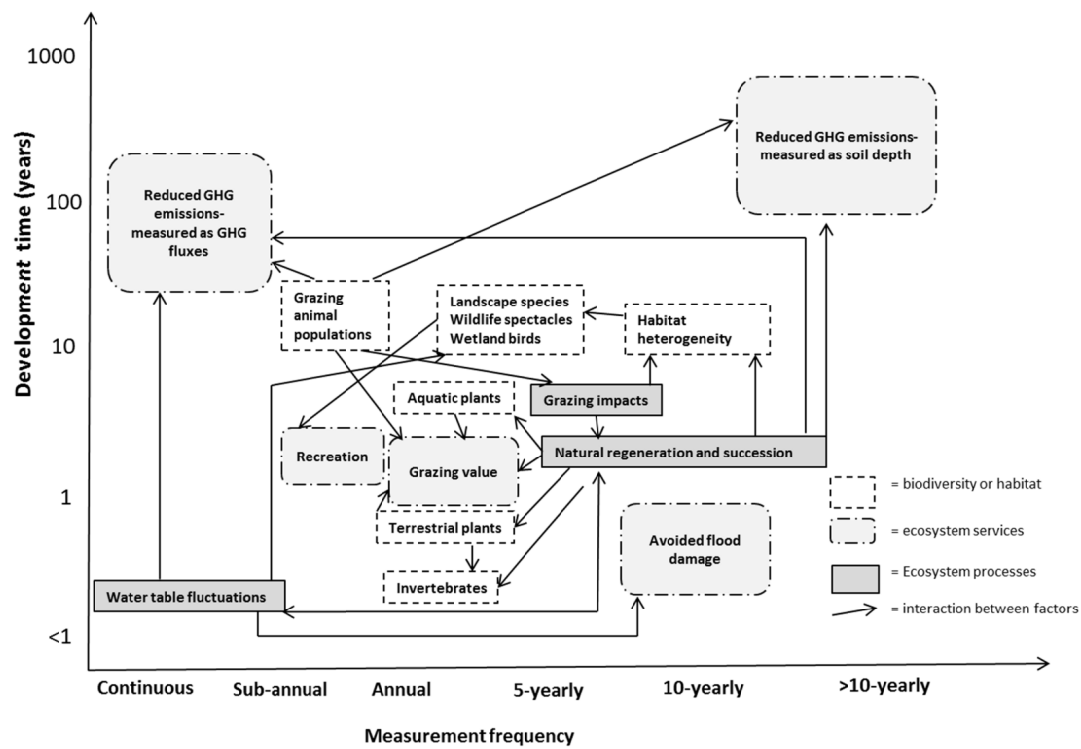 1000
Reduced GHG emissions-
measured as soil depth
Development time (years)
100
Reduced GHG
emissions-
measured as GHG
fluxes
Grazing
animal
populations
Landscape species
Wildlife spectacles
Wetland birds
Habitat
heterogeneity
10
Aquatic plants
Grazing impacts
Recreation
Grazing value
Natural regeneration and succession
1
= biodiversity or habitat
Terrestrial plants
Avoided flood
damage
= ecosystem services
Invertebrates
= Ecosystem processes
Water table fluctuations
= interaction between factors
<1
Continuous
Sub-annual
Annual
5-yearly
10-yearly
>10-yearly
Measurement frequency